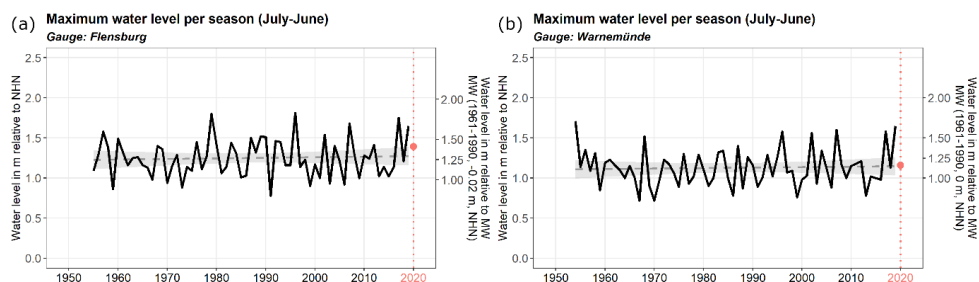 (a)
Maximum water level per season (July-June)
Gauge: Flensburg
Water level in m relative to NHN
2.5
2.0
1.5
1.0
0.5
0.0
2.00
1.50
1.25
1.00
Water level in m relative to MW
MW (1961-1990, -0.02 m, NHN)
1950 1960 1970 1980 1990 2000 2010 2020
(b)
Maximum water level per season (July-June)
Gauge: Warnemünde
Water level in m relative to NHN
2.5
2.0
1.5
1.0
0.5
0.0
2.00
1.50
1.25
1.00
Water level in m relative to MW
MW (1961-1990, 0 m, NHN)
1950 1960 1970 1980 1990 2000 2010 2020